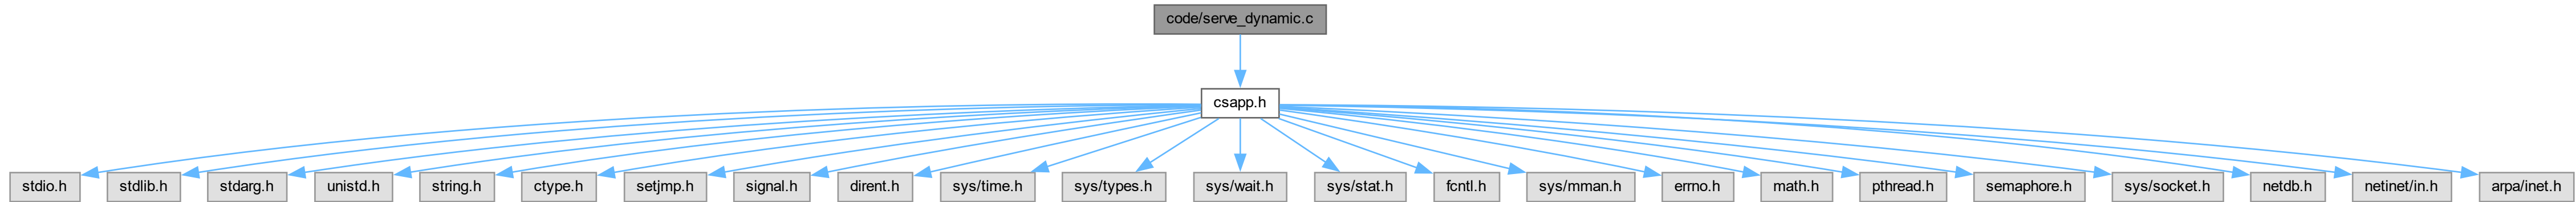 code/serve_dynamic.c
csapp.h
stdio.h
stdlib.h
stdarg.h
unistd.h
string.h
ctype.h
setjmp.h
signal.h
dirent.h
sys/time.h
sys/types.h
sys/wait.h
sys/stat.h
fcntl.h
sys/mman.h
errno.h
math.h
pthread.h
semaphore.h
sys/socket.h
netdb.h
netinet/in.h
arpa/inet.h